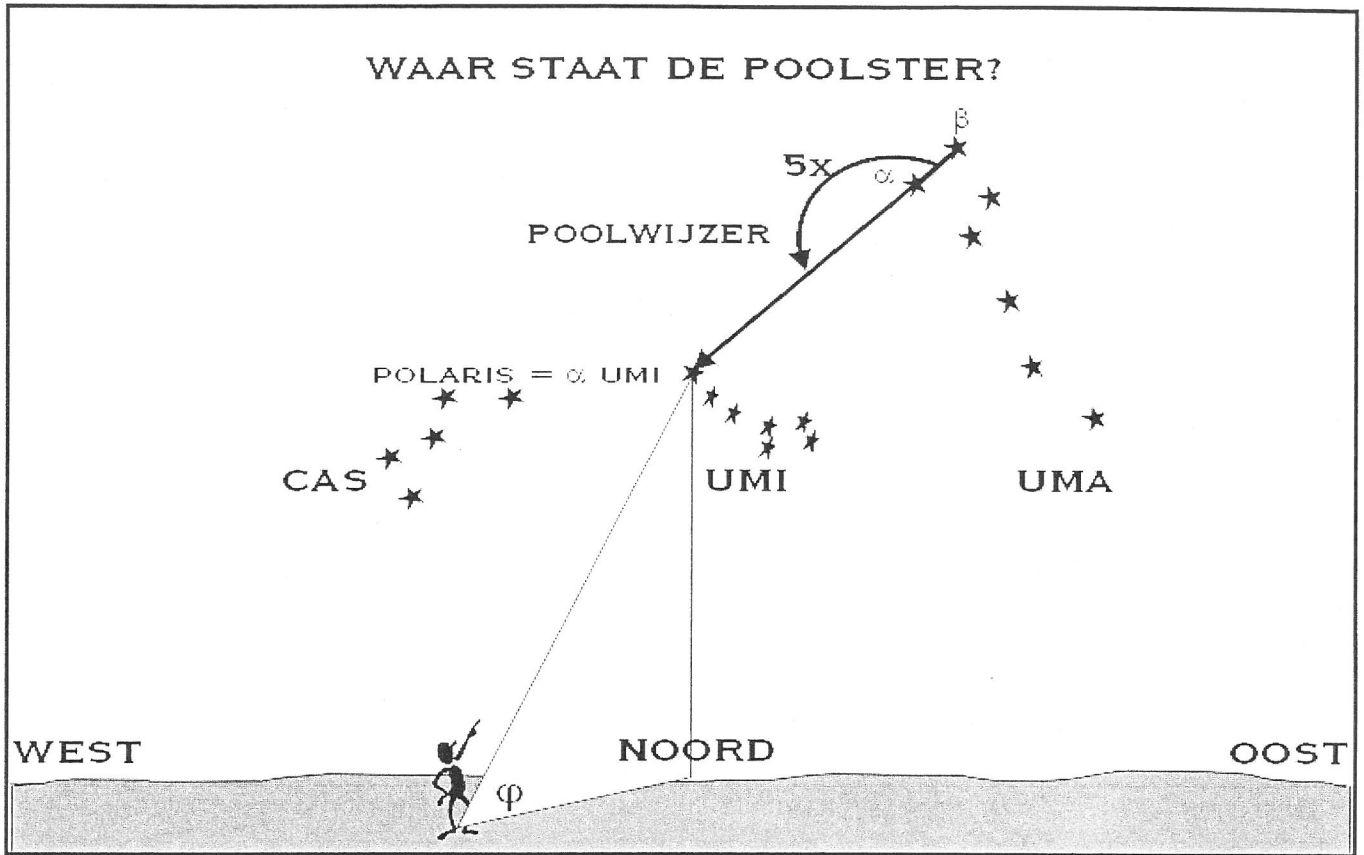 WAAR STAAT DE POOLSTER?
β
5x
α
POOLWIJZER
POLARIS = α UMI
CAS
UMI
UMA
WEST
NOORD
OOST
φ